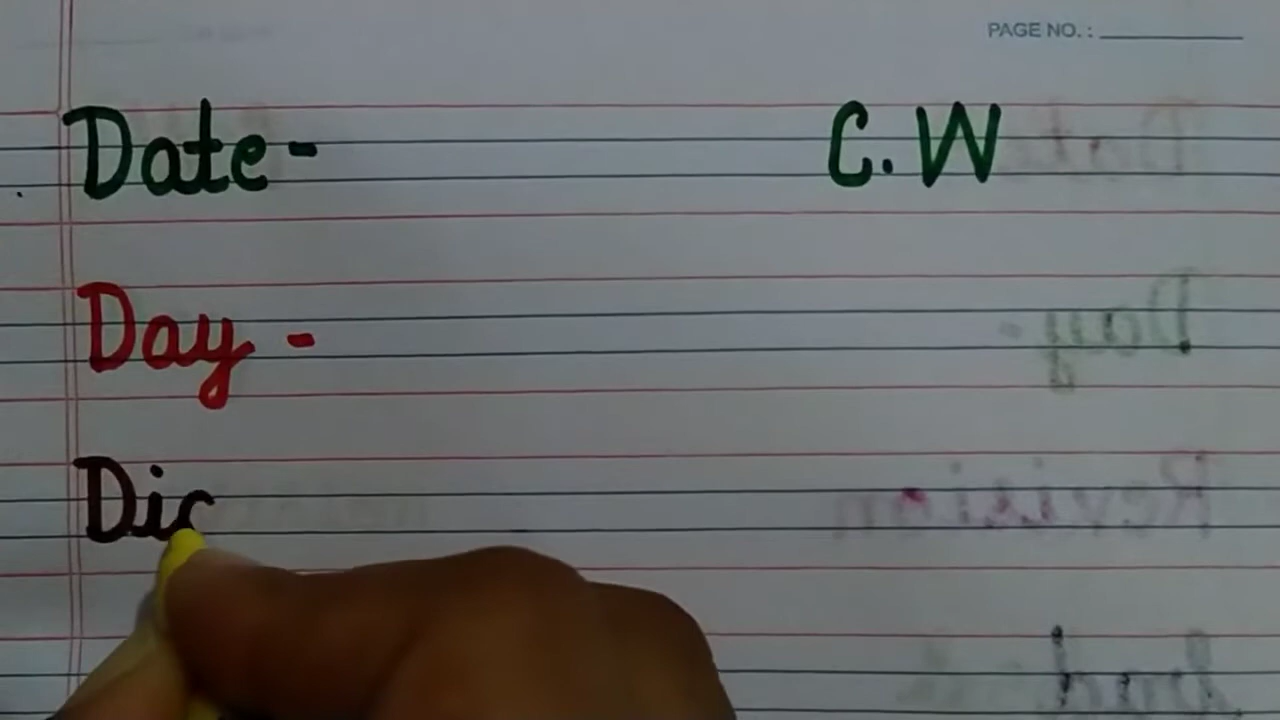 PAGE NO. :
Date - C.W
Day -
Dic